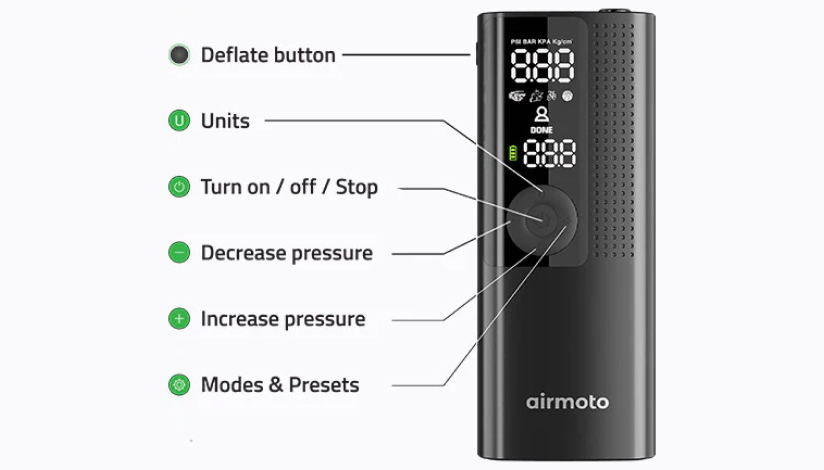 Deflate button
U
Units
Turn on / off / Stop
Decrease pressure
Increase pressure
Modes & Presets
PSI BAR KPA Kg/cm²
888
DONE
888
airmoto